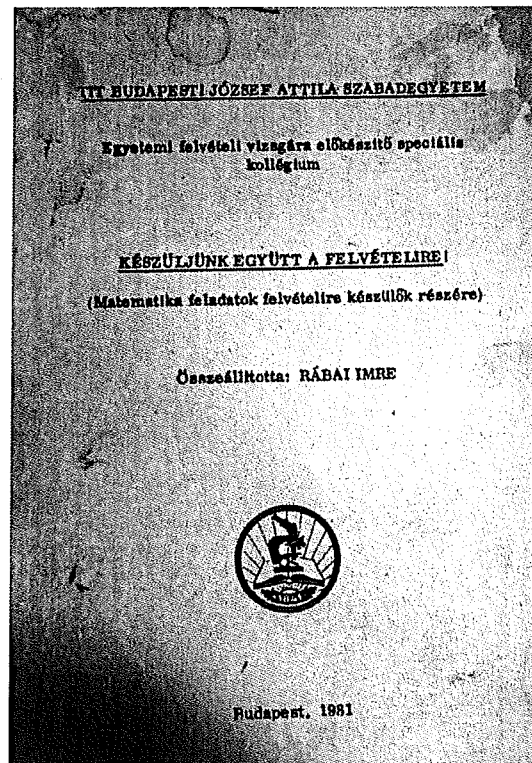 TIT BUDAPESTI JÓZSEF ATTILA SZABADEGYETEM
Egyetemi felvételi vizsgára előkészítő speciális
kollégium
KÉSZÜLJÜNK EGYÜTT A FELVÉTELIRE!
(Matematika feladatok felvételire készülők részére)
Összeállította: RÁBAI IMRE
Budapest, 1981